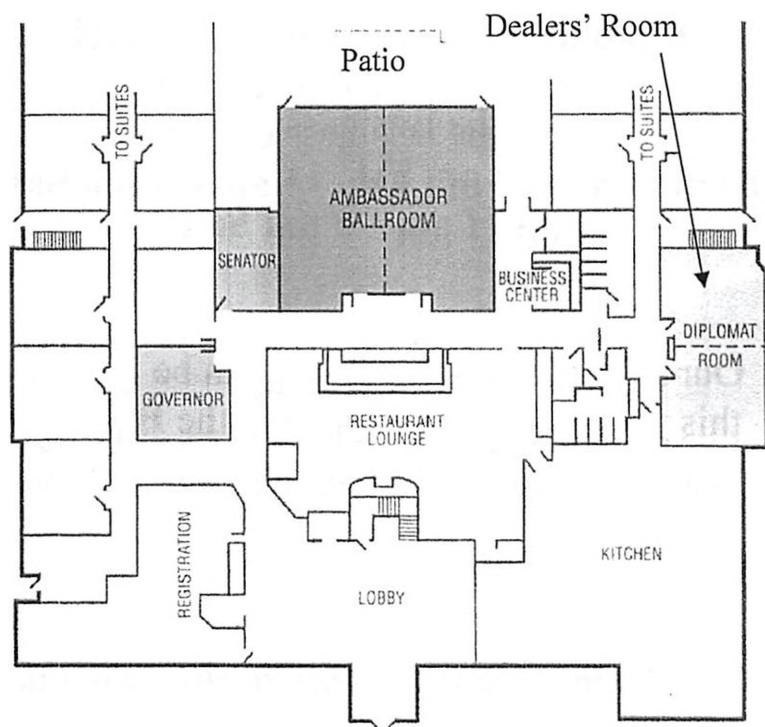 Dealers' Room
Patio
TO SUITES
TO SUITES
AMBASSADOR
BALLROOM
SENATOR
BUSINESS
CENTER
DIPLOMAT
ROOM
GOVERNOR
RESTAURANT
LOUNGE
REGISTRATION
KITCHEN
LOBBY